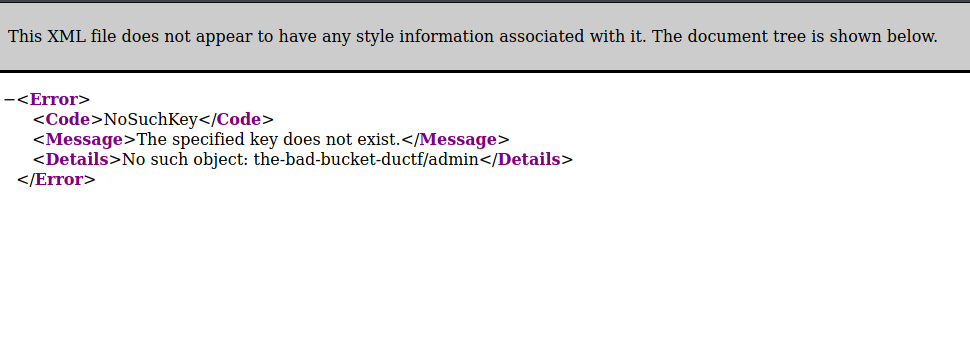 This XML file does not appear to have any style information associated with it. The document tree is shown below.
−<Error>
<Code>NoSuchKey</Code>
<Message>The specified key does not exist.</Message>
<Details>No such object: the-bad-bucket-ductf/admin</Details>
</Error>